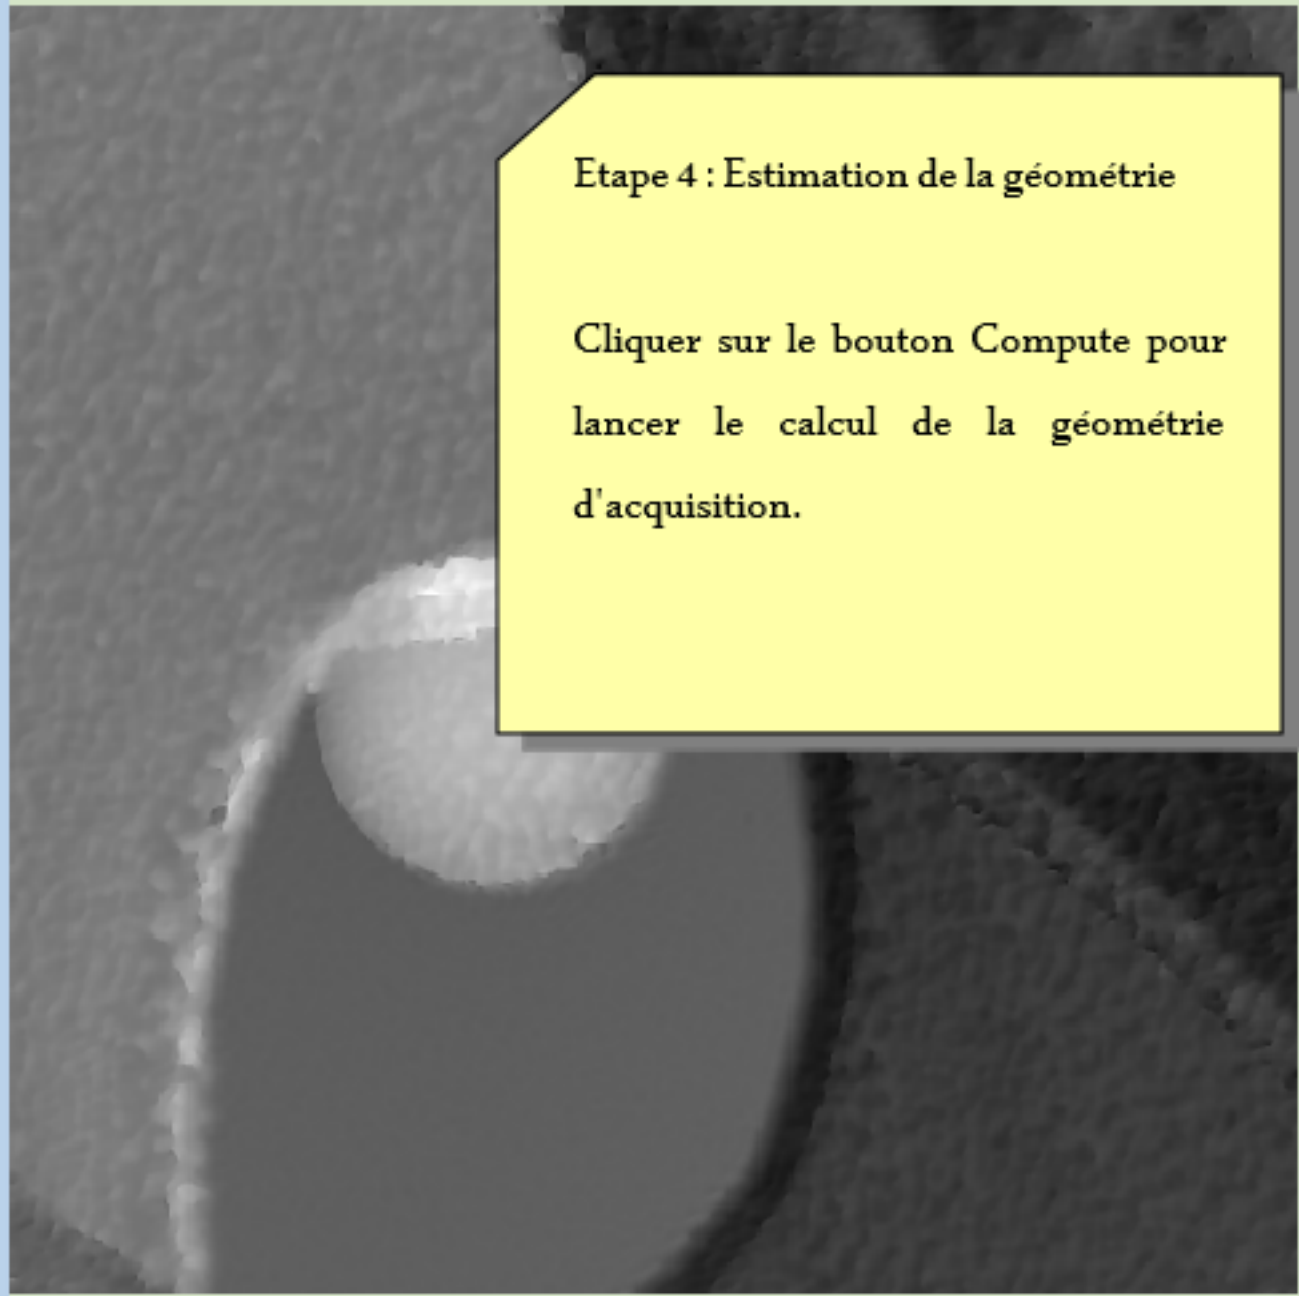 Etape 4 : Estimation de la géométrie
Cliquer sur le bouton Compute pour
lancer le calcul de la géométrie
d'acquisition.